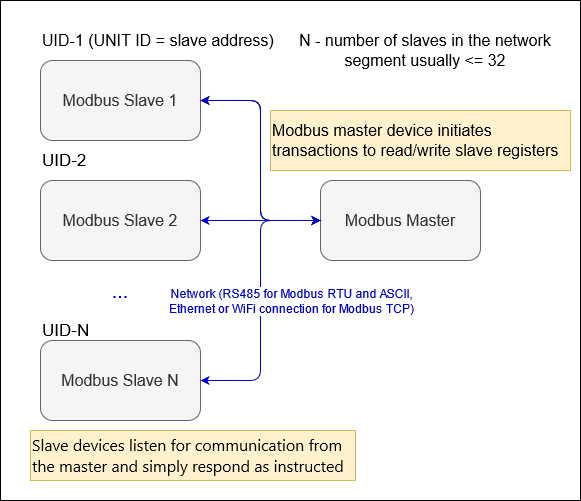 UID-1 (UNIT ID = slave address)
N - number of slaves in the network
segment usually <= 32
Modbus Slave 1
Modbus master device initiates
transactions to read/write slave registers
UID-2
Modbus Slave 2
Modbus Master
...
Network (RS485 for Modbus RTU and ASCII,
Ethernet or WiFi connection for Modbus TCP)
UID-N
Modbus Slave N
Slave devices listen for communication from
the master and simply respond as instructed